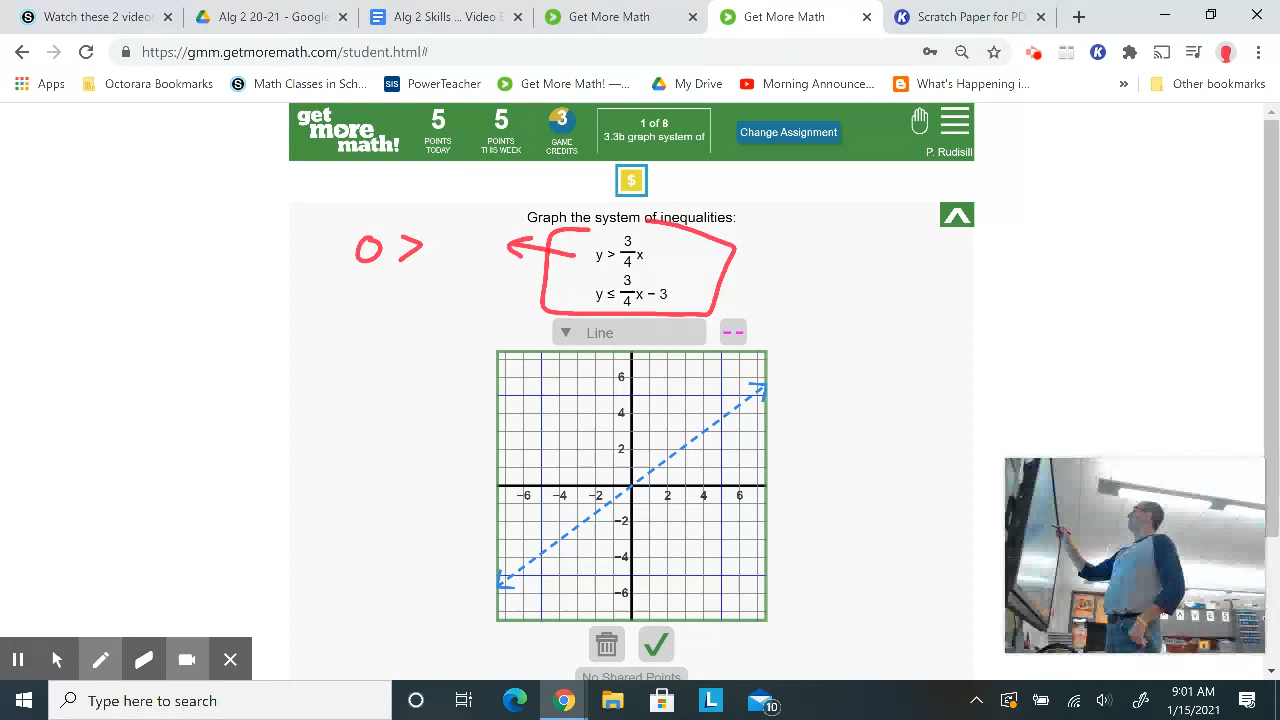 Watch these 2 videos
Alg 2 20-21 - Google
Alg 2 Skills .. Video E
Get More Math
Get More Math
Scratch Paper for PD
https://gmm.getmoremath.com/student.html#
Apps
Octorara Bookmarks
Math Classes in Sch...
SIS
PowerTeacher
Get More Math! —...
My Drive
Morning Announce...
What's Happening i...
»
Other bookmarks
get more math!
5 POINTS TODAY
5 POINTS THIS WEEK
3 GAME CREDITS
1 of 8
3.3b graph system of
Change Assignment
P. Rudisill
$
Graph the system of inequalities:
0 >
y > 3/4 x
y ≤ 3/4 x − 3
Line
6
4
2
−6 −4 −2 2 4 6
−2
−4
−6
No Shared Points
Type here to search
L
10
9:01 AM
1/15/2021